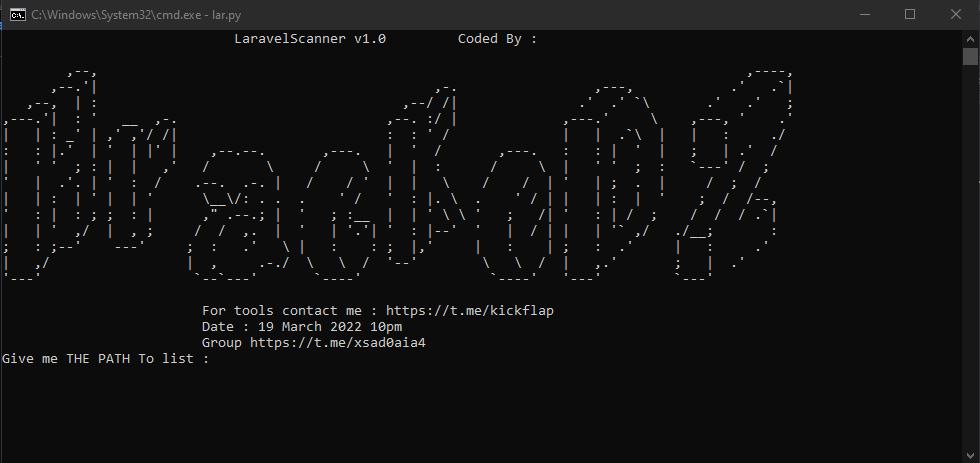 C:\Windows\System32\cmd.exe - lar.py
LaravelScanner v1.0 Coded By :
For tools contact me : https://t.me/kickflap
Date : 19 March 2022 10pm
Group https://t.me/xsad0aia4
Give me THE PATH To list :